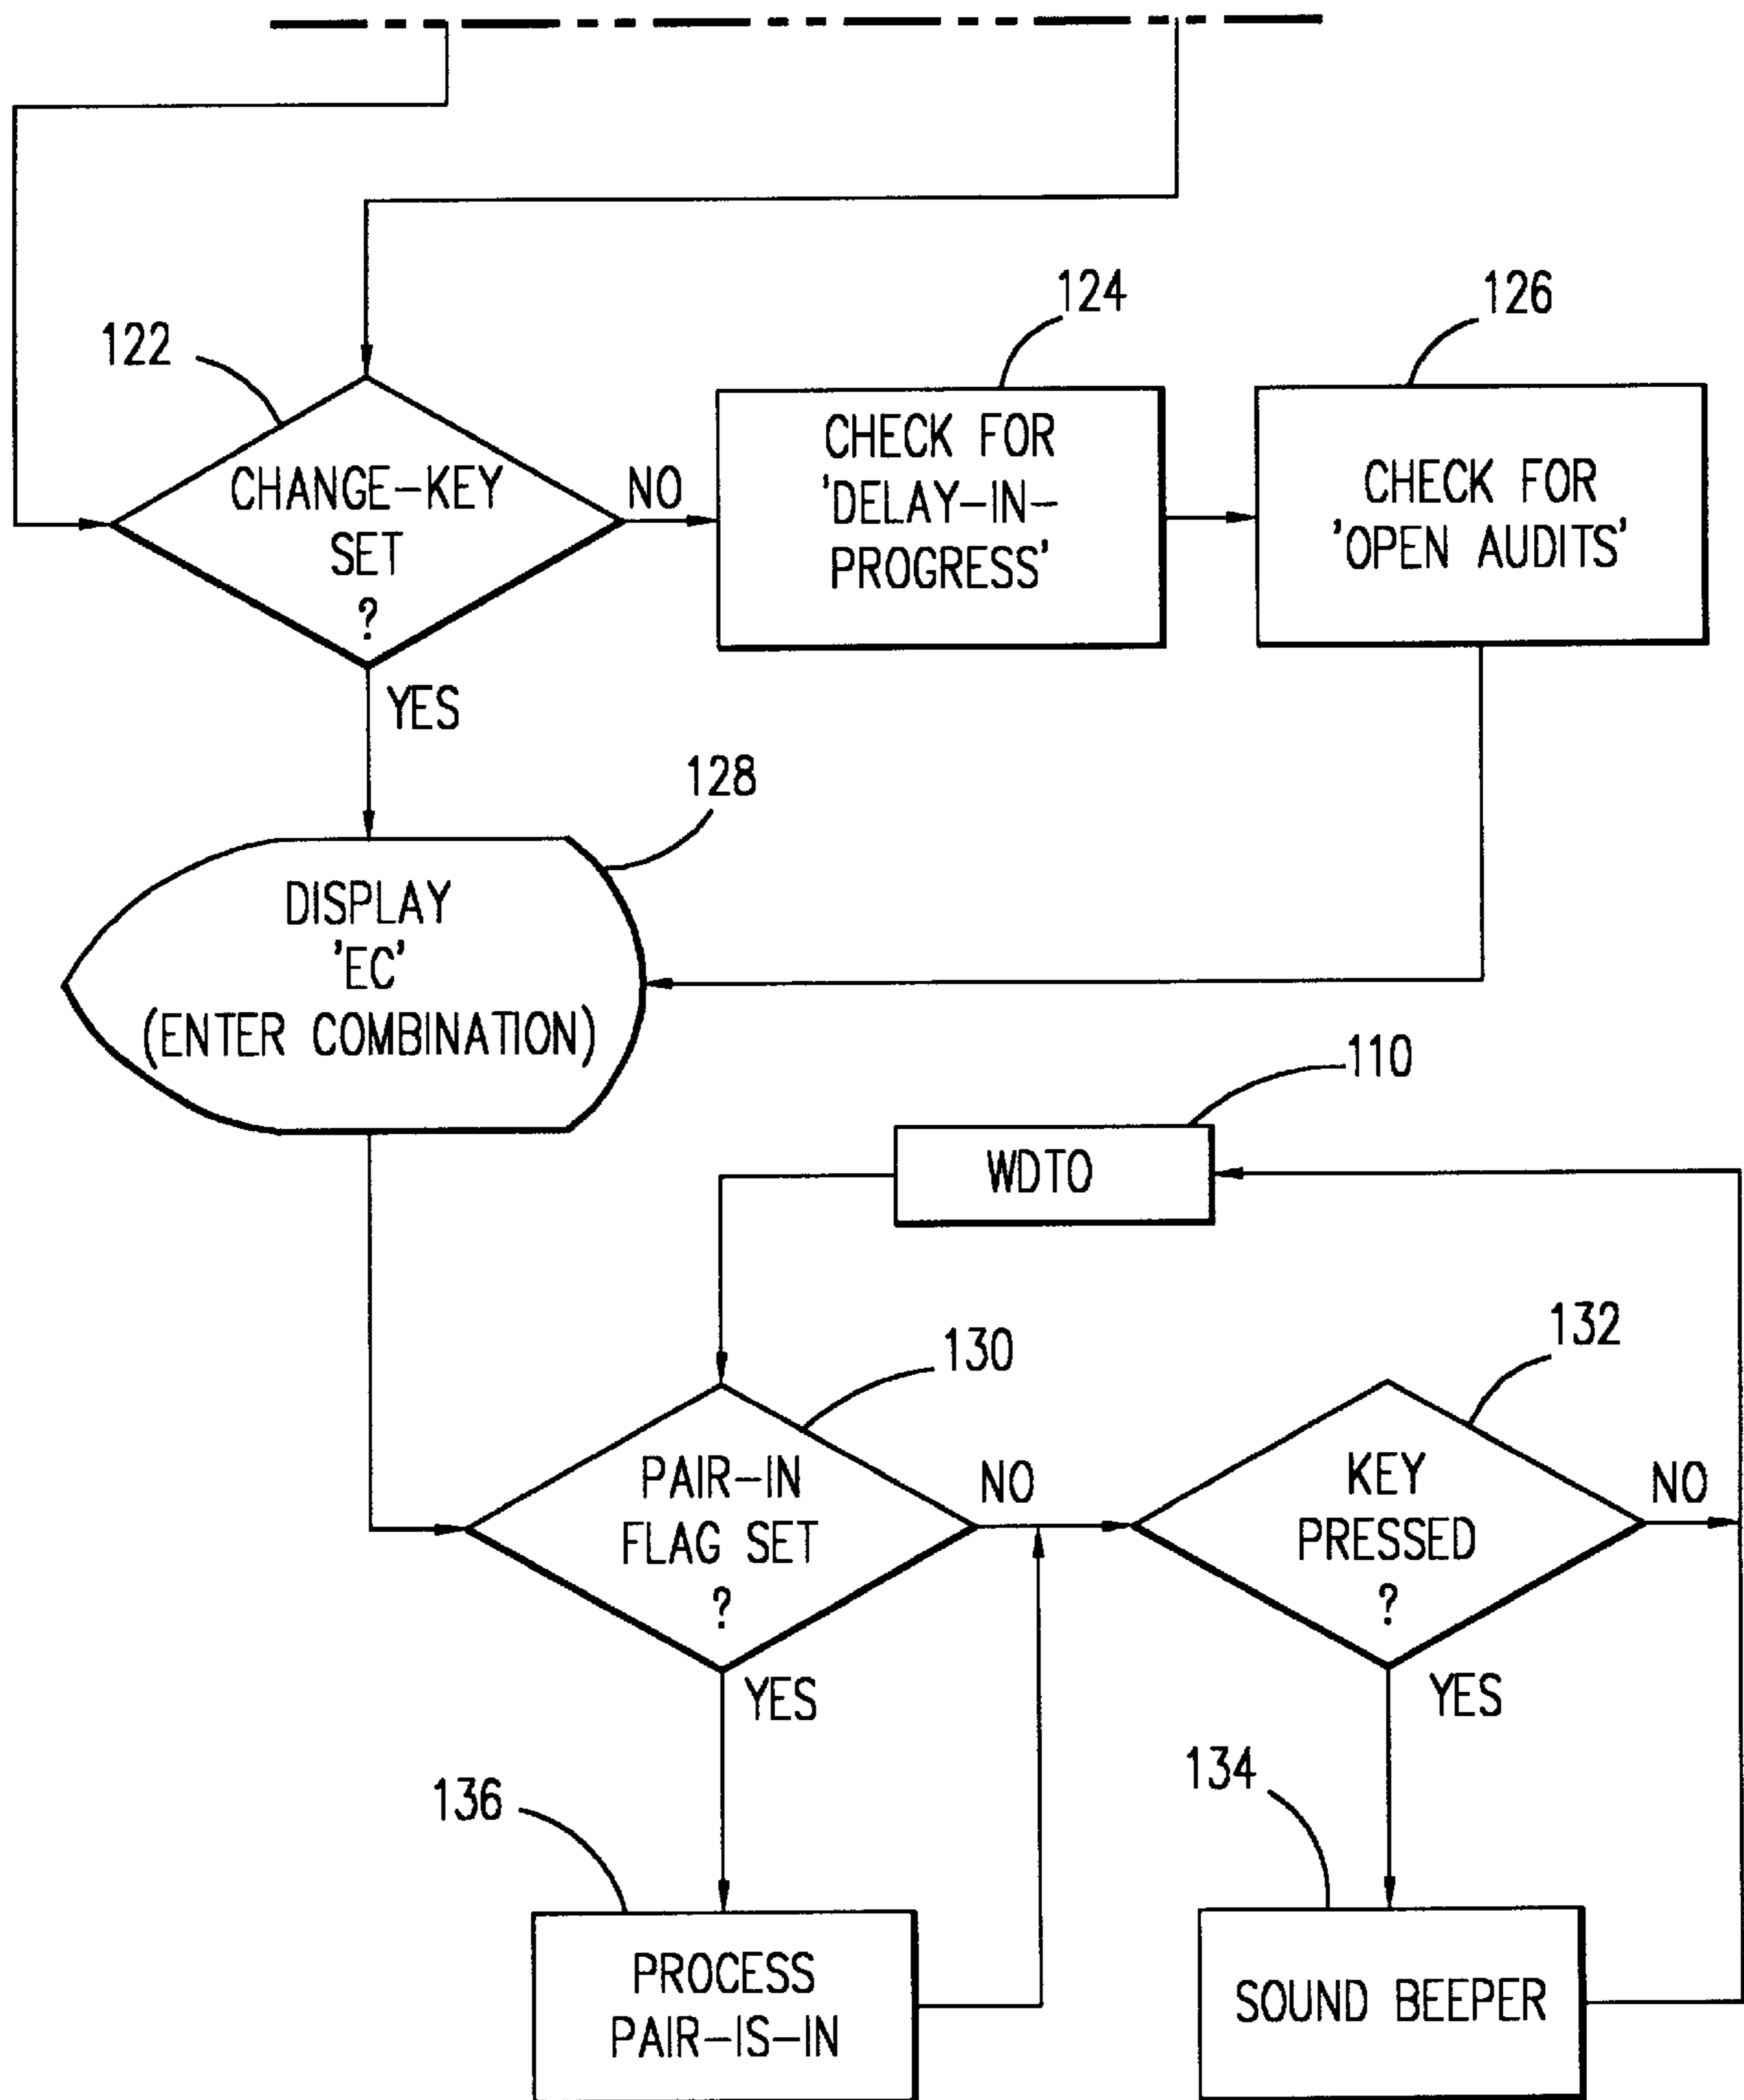 124
126
122
CHANGE-KEY
SET
?
NO
CHECK FOR
'DELAY-IN-
PROGRESS'
CHECK FOR
'OPEN AUDITS'
YES
128
DISPLAY
'EC'
(ENTER COMBINATION)
110
WDTO
130
132
PAIR-IN
FLAG SET
?
NO
KEY
PRESSED
?
NO
YES
YES
136
134
PROCESS
PAIR-IS-IN
SOUND BEEPER